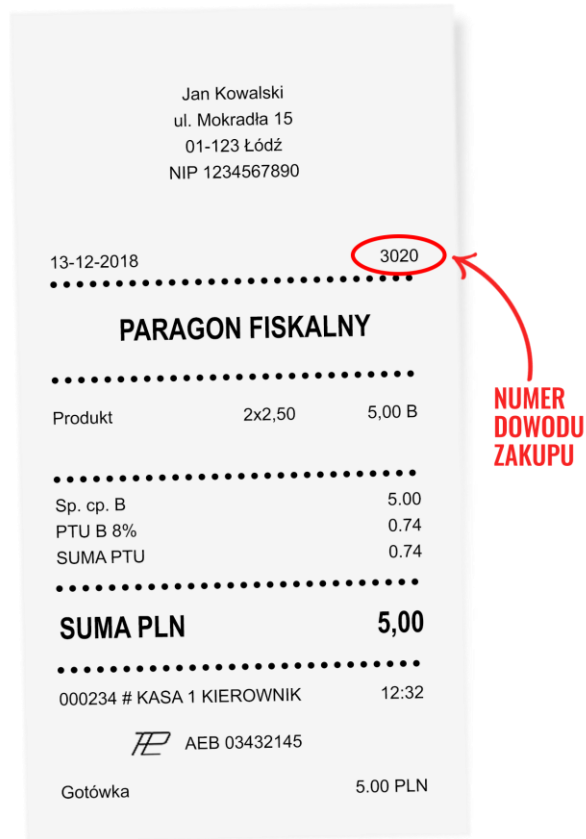 Jan Kowalski
ul. Mokradła 15
01-123 Łódź
NIP 1234567890
13-12-2018 3020
PARAGON FISKALNY
Produkt 2x2,50 5,00 B
Sp. cp. B 5.00
PTU B 8% 0.74
SUMA PTU 0.74
SUMA PLN 5,00
000234 # KASA 1 KIEROWNIK 12:32
AEB 03432145
Gotówka 5.00 PLN
NUMER
DOWODU
ZAKUPU